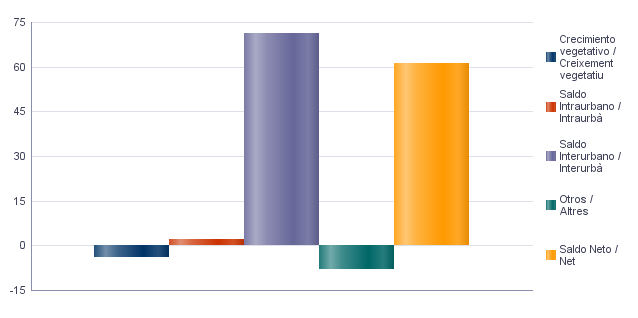 75
60
45
30
15
0
-15
Crecimiento
vegetativo /
Creixement
vegetatiu
Saldo
Intraurbano /
Intraurbà
Saldo
Interurbano /
Interurbà
Otros /
Altres
Saldo Neto /
Net